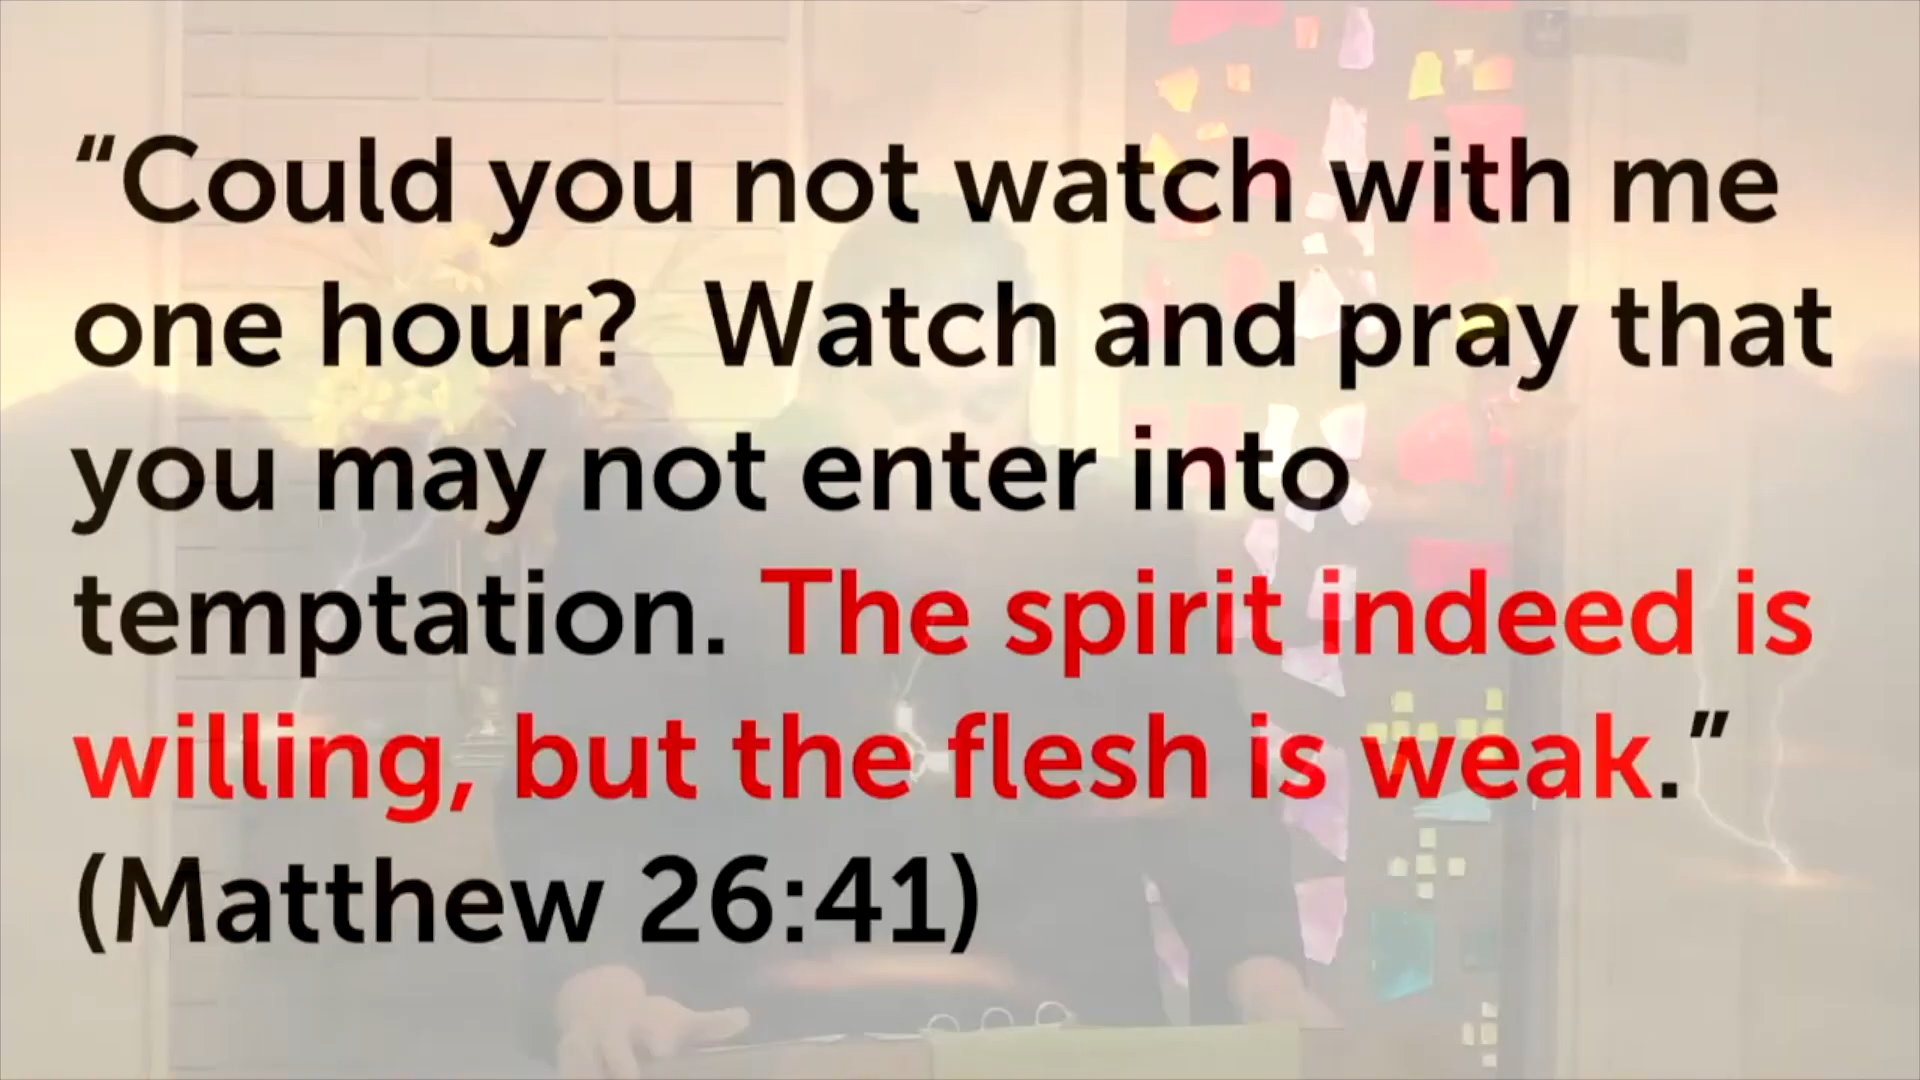 “Could you not watch with me
one hour?  Watch and pray that
you may not enter into
temptation. The spirit indeed is
willing, but the flesh is weak.”
(Matthew 26:41)